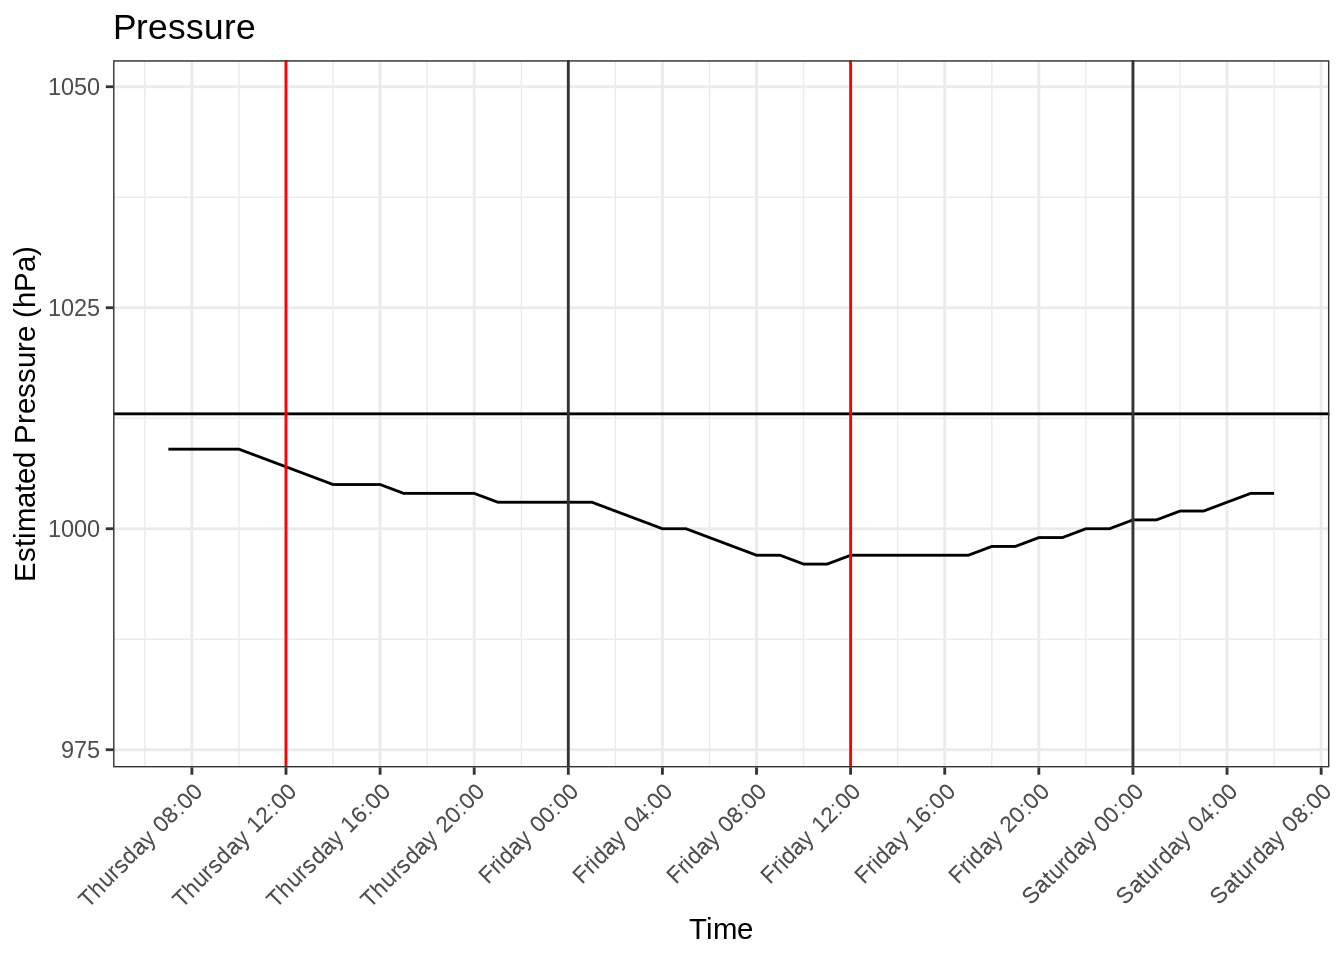 Pressure
1050
1025
1000
975
Estimated Pressure (hPa)
Thursday 08:00
Thursday 12:00
Thursday 16:00
Thursday 20:00
Friday 00:00
Friday 04:00
Friday 08:00
Friday 12:00
Friday 16:00
Friday 20:00
Saturday 00:00
Saturday 04:00
Saturday 08:00
Time